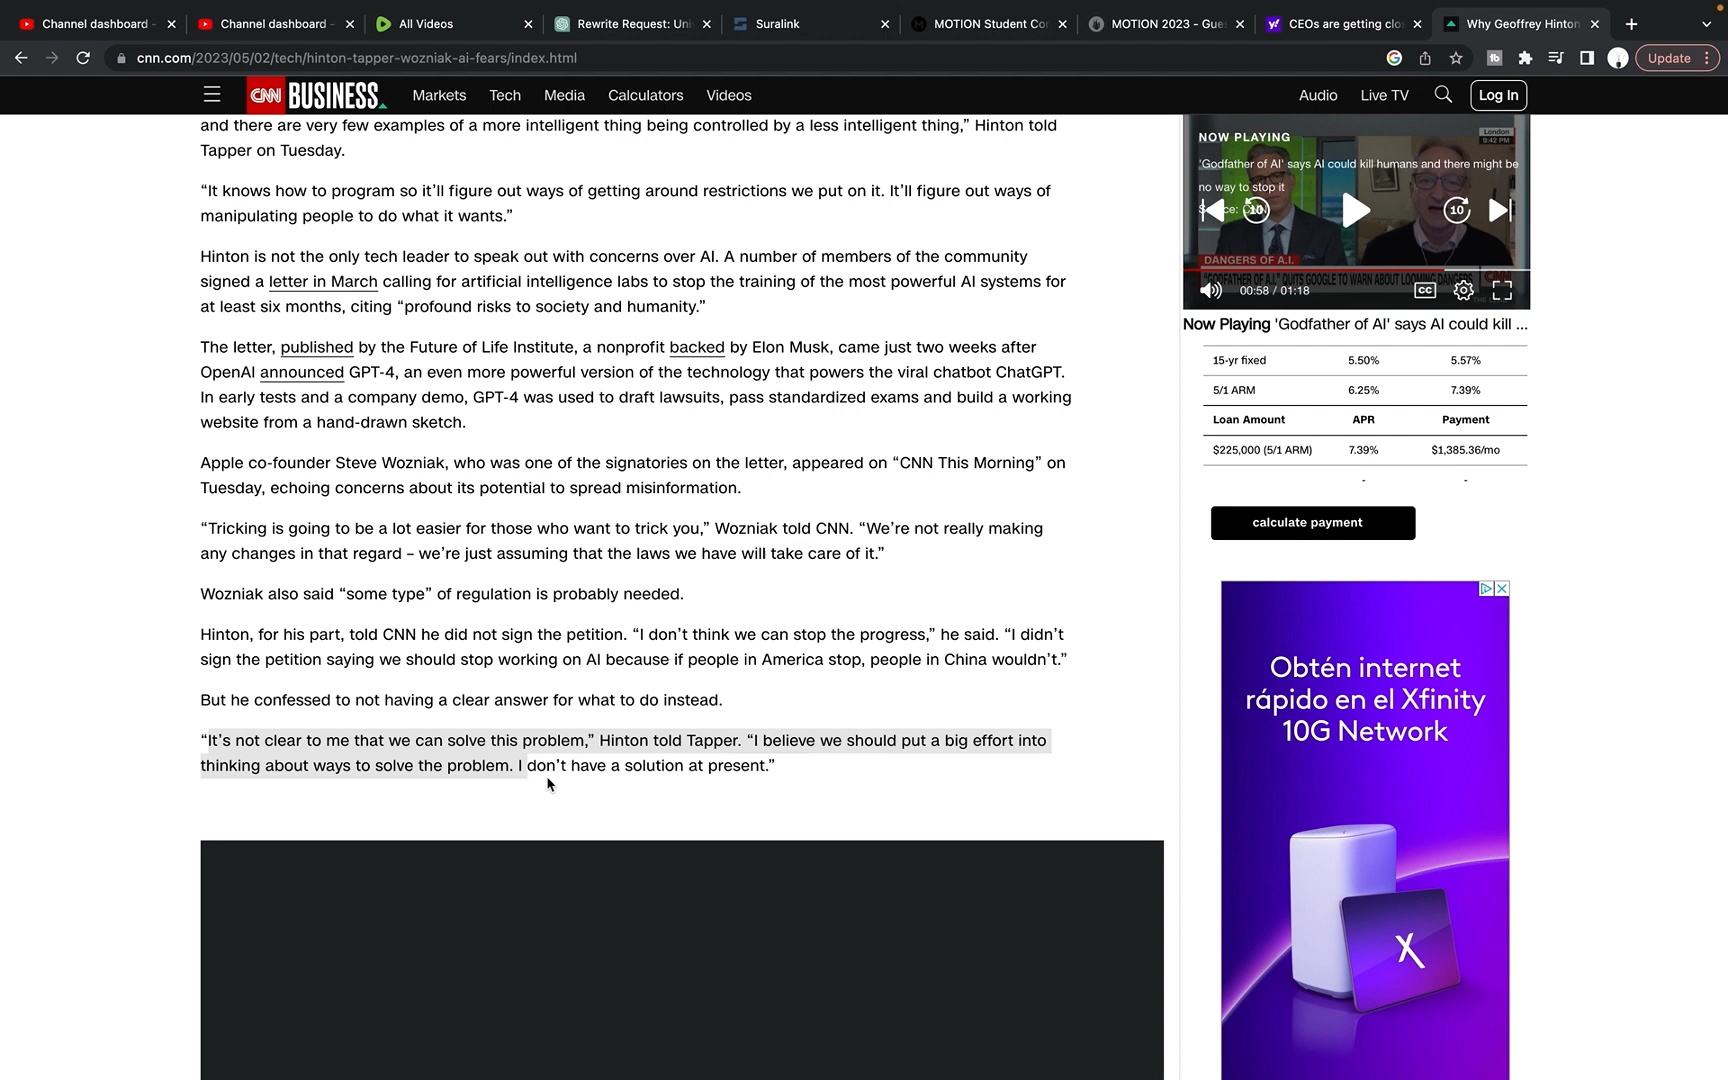 Channel dashboard -
Channel dashboard -
All Videos
Rewrite Request: Uni
Suralink
MOTION Student Co
MOTION 2023 - Gue
CEOs are getting clo
Why Geoffrey Hinton
cnn.com/2023/05/02/tech/hinton-tapper-wozniak-ai-fears/index.html
Update
CNN BUSINESS
Markets
Tech
Media
Calculators
Videos
Audio
Live TV
Log In
and there are very few examples of a more intelligent thing being controlled by a less intelligent thing,” Hinton told
Tapper on Tuesday.
“It knows how to program so it’ll figure out ways of getting around restrictions we put on it. It’ll figure out ways of
manipulating people to do what it wants.”
Hinton is not the only tech leader to speak out with concerns over AI. A number of members of the community
signed a letter in March calling for artificial intelligence labs to stop the training of the most powerful AI systems for
at least six months, citing “profound risks to society and humanity.”
The letter, published by the Future of Life Institute, a nonprofit backed by Elon Musk, came just two weeks after
OpenAI announced GPT-4, an even more powerful version of the technology that powers the viral chatbot ChatGPT.
In early tests and a company demo, GPT-4 was used to draft lawsuits, pass standardized exams and build a working
website from a hand-drawn sketch.
Apple co-founder Steve Wozniak, who was one of the signatories on the letter, appeared on “CNN This Morning” on
Tuesday, echoing concerns about its potential to spread misinformation.
“Tricking is going to be a lot easier for those who want to trick you,” Wozniak told CNN. “We’re not really making
any changes in that regard – we’re just assuming that the laws we have will take care of it.”
Wozniak also said “some type” of regulation is probably needed.
Hinton, for his part, told CNN he did not sign the petition. “I don’t think we can stop the progress,” he said. “I didn’t
sign the petition saying we should stop working on AI because if people in America stop, people in China wouldn’t.”
But he confessed to not having a clear answer for what to do instead.
“It’s not clear to me that we can solve this problem,” Hinton told Tapper. “I believe we should put a big effort into
thinking about ways to solve the problem. I don’t have a solution at present.”
NOW PLAYING
London
9:42 PM
'Godfather of AI' says AI could kill humans and there might be
no way to stop it
10
10
DANGERS OF A.I.
"GODFATHER OF A.I." QUITS GOOGLE TO WARN ABOUT LOOMING DANGERS
CNN
00:58 / 01:18
CC
Now Playing 'Godfather of AI' says AI could kill ...
15-yr fixed 5.50% 5.57%
5/1 ARM 6.25% 7.39%
Loan Amount APR Payment
$225,000 (5/1 ARM) 7.39% $1,385.36/mo
- -
calculate payment
Obtén internet
rápido en el Xfinity
10G Network
X